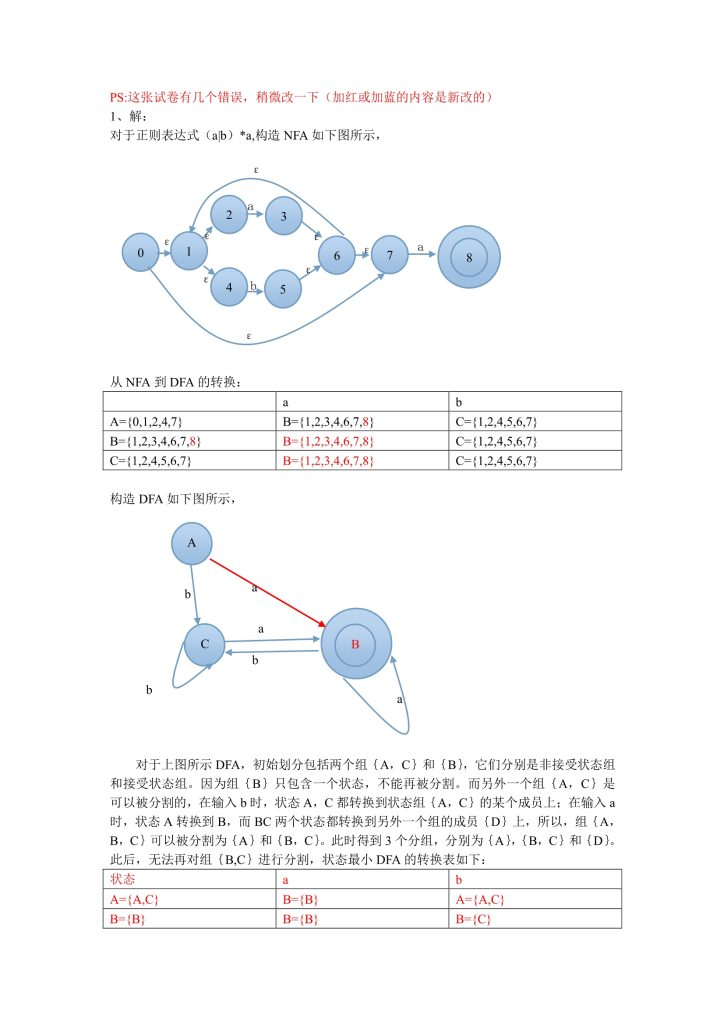 PS:这张试卷有几个错误，稍微改一下（加红或加蓝的内容是新改的）
1、解：
对于正则表达式（a|b）*a,构造 NFA 如下图所示，
ε
2 a 3
ε ε ε
0 1 6 ε 7 a 8
ε 4 b 5 ε
ε
从 NFA 到 DFA 的转换：
a b
A={0,1,2,4,7} B={1,2,3,4,6,7,8} C={1,2,4,5,6,7}
B={1,2,3,4,6,7,8} B={1,2,3,4,6,7,8} C={1,2,4,5,6,7}
C={1,2,4,5,6,7} B={1,2,3,4,6,7,8} C={1,2,4,5,6,7}
构造 DFA 如下图所示，
A
b a
a
C B
b
b
a
对于上图所示 DFA，初始划分包括两个组｛A，C｝和｛B｝，它们分别是非接受状态组
和接受状态组。因为组｛B｝只包含一个状态，不能再被分割。而另外一个组｛A，C｝是
可以被分割的，在输入 b 时，状态 A，C 都转换到状态组｛A，C｝的某个成员上；在输入 a
时，状态 A 转换到 B，而 BC 两个状态都转换到另外一个组的成员｛D｝上，所以，组｛A，
B，C｝可以被分割为｛A｝和｛B，C｝。此时得到 3 个分组，分别为｛A｝,｛B，C｝和｛D｝。
此后，无法再对组｛B,C｝进行分割，状态最小 DFA 的转换表如下：
状态 a b
A={A,C} B={B} A={A,C}
B={B} B={B} B={C}